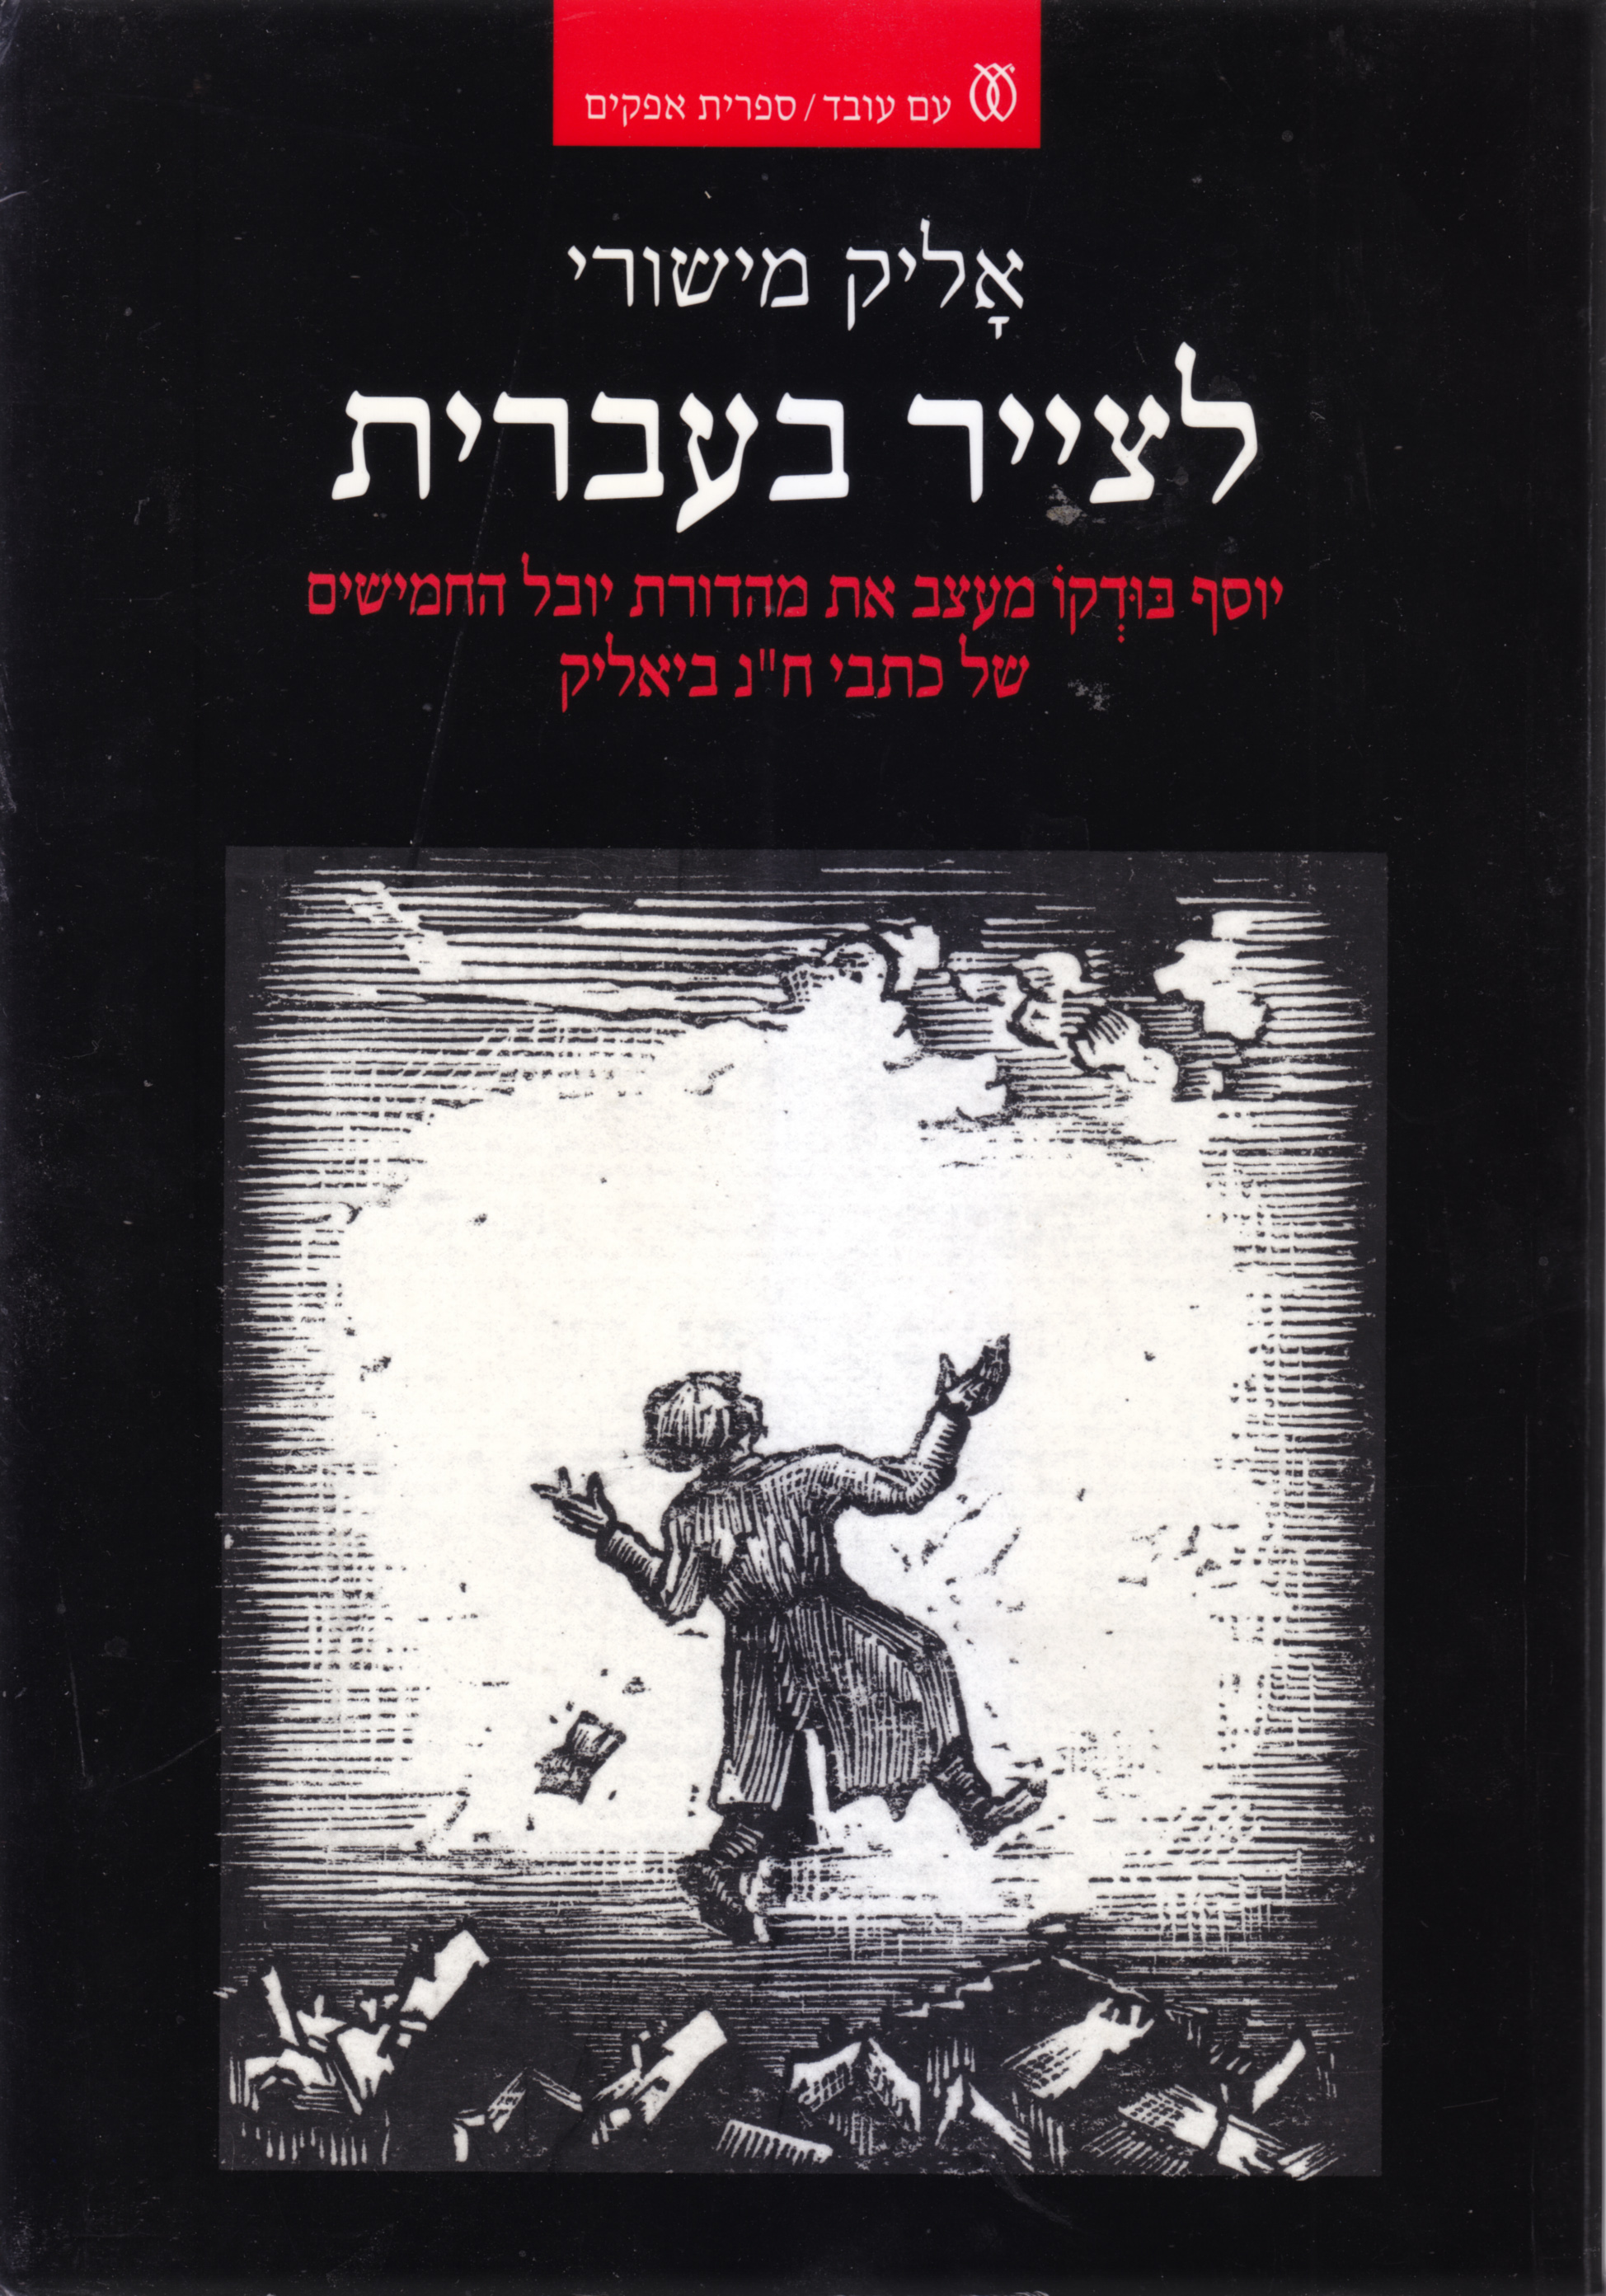 עם עובד/ספרית אפקים
אָליק מישורי
לצייר בעברית
יוסף בּוּדְקוֹ מעצב את מהדורת יובל החמישים
של כתבי ח"נ ביאליק